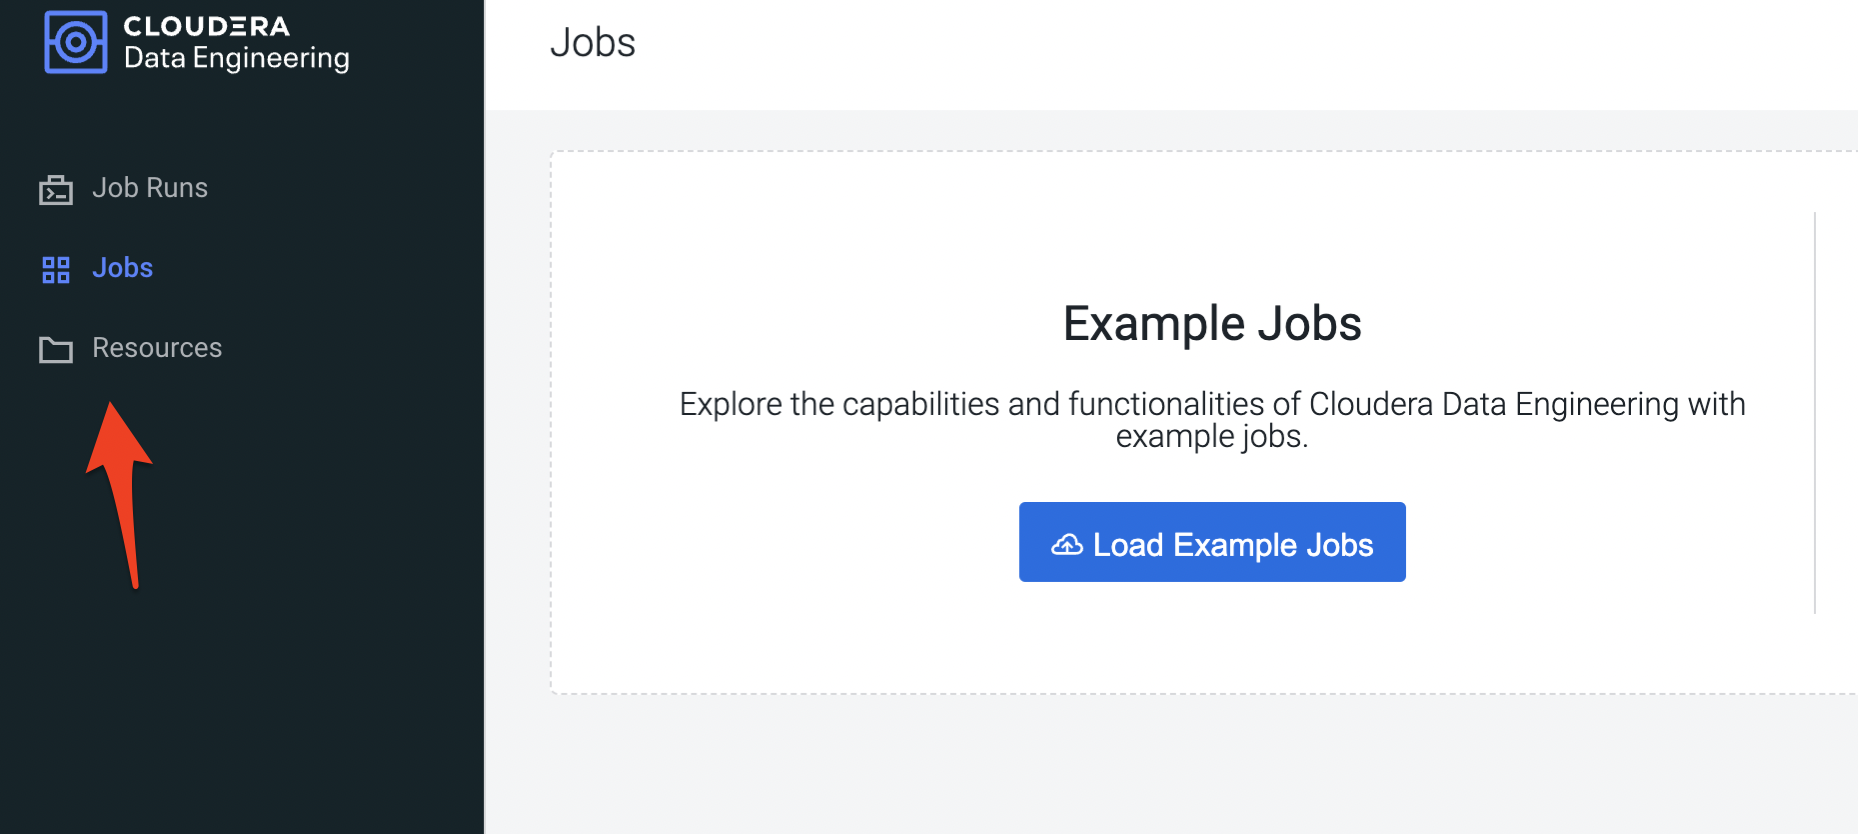 CLOUDERA
Data Engineering
Job Runs
Jobs
Resources
Jobs
Example Jobs
Explore the capabilities and functionalities of Cloudera Data Engineering with
example jobs.
Load Example Jobs